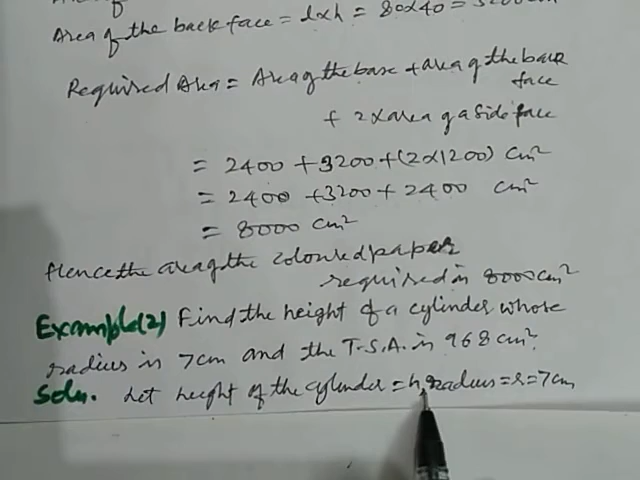 Area of the back face = l×h = 80×40 = 3200 cm
Required Area = Area of the base + area of the back
face
+ 2×area of a side face
= 2400 + 3200 + (2×1200) cm²
= 2400 + 3200 + 2400 cm²
= 8000 cm²
Hence the area of the coloured paper
required is 8000 cm²
Example(2) Find the height of a cylinder whose
radius is 7cm and the T.S.A. is 968 cm².
Soln. Let height of the cylinder = h, radius = r = 7cm